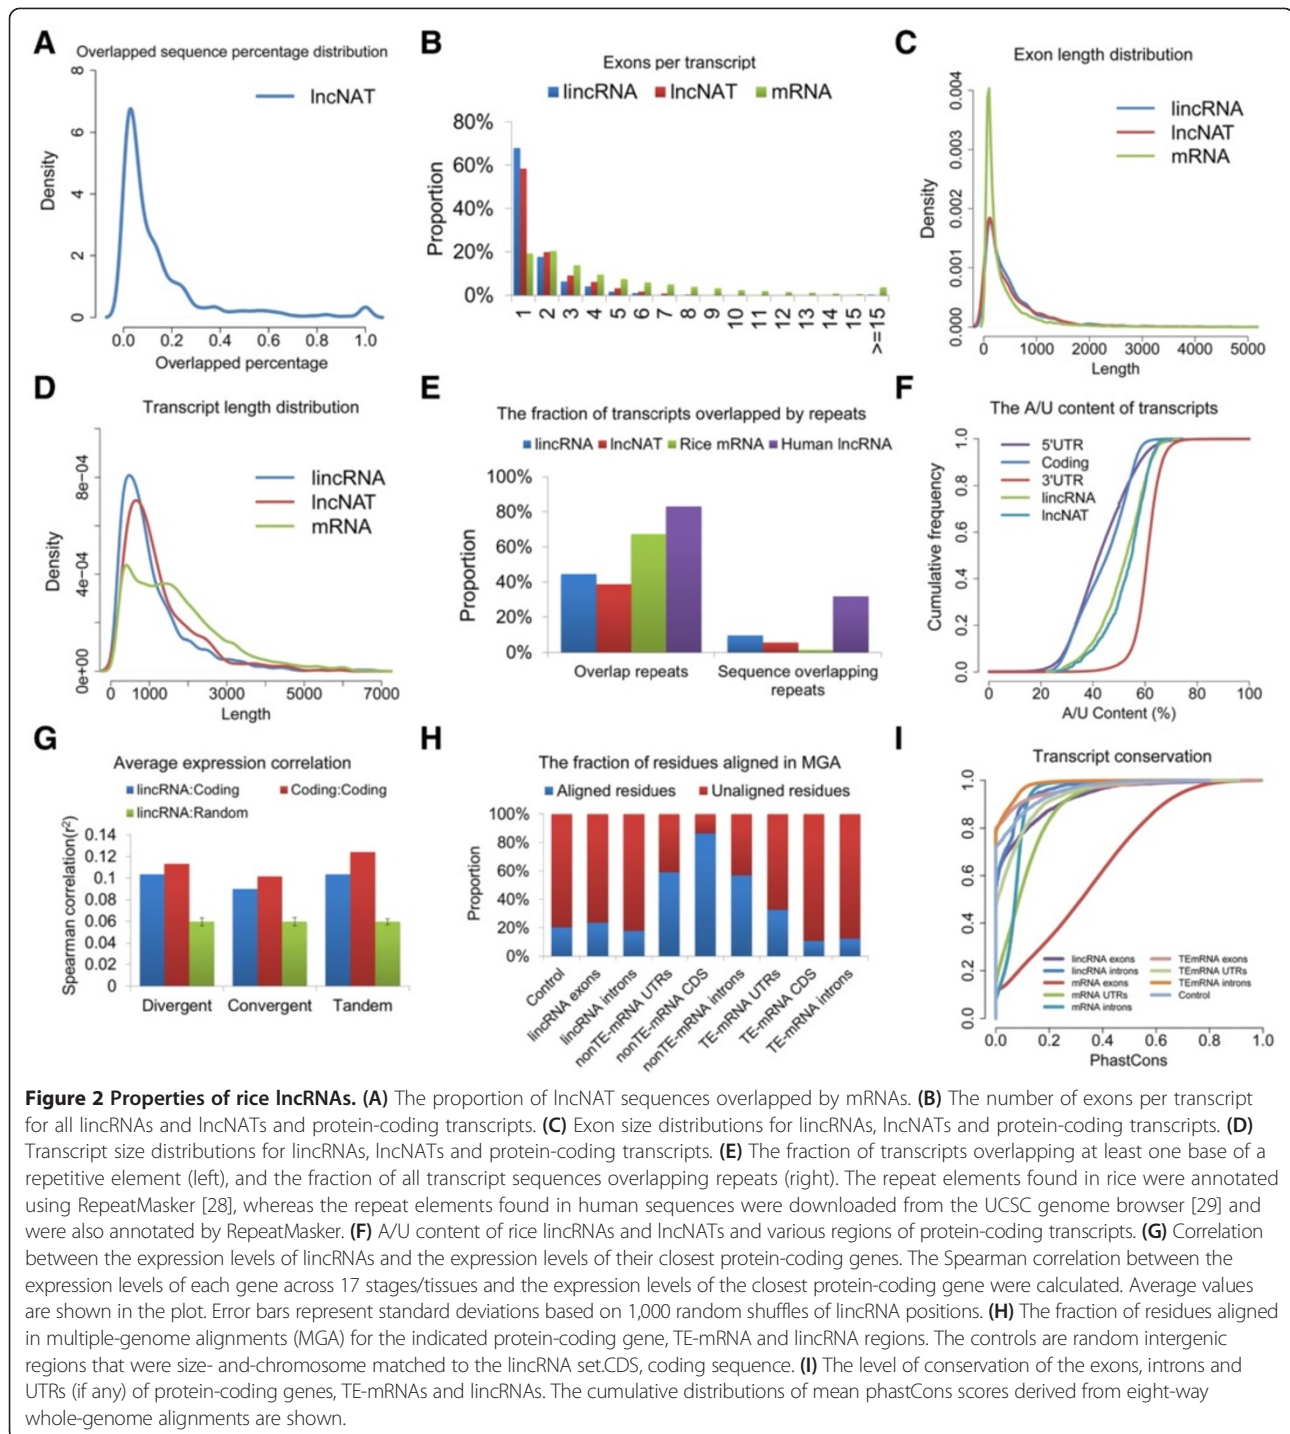 A
Overlapped sequence percentage distribution
lncNAT
8
6
4
2
0
Density
0.0 0.2 0.4 0.6 0.8 1.0
Overlapped percentage
B
Exons per transcript
lincRNA lncNAT mRNA
80%
60%
40%
20%
0%
Proportion
1 2 3 4 5 6 7 8 9 10 11 12 13 14 15 >=15
C
Exon length distribution
lincRNA
lncNAT
mRNA
0.004
0.003
0.002
0.001
0.000
Density
0 1000 2000 3000 4000 5000
Length
D
Transcript length distribution
lincRNA
lncNAT
mRNA
8e−04
4e−04
0e+00
Density
0 1000 3000 5000 7000
Length
E
The fraction of transcripts overlapped by repeats
lincRNA lncNAT Rice mRNA Human lncRNA
100%
80%
60%
40%
20%
0%
Proportion
Overlap repeats
Sequence overlapping
repeats
F
The A/U content of transcripts
5'UTR
Coding
3'UTR
lincRNA
lncNAT
1.0
0.8
0.6
0.4
0.2
0.0
Cumulative frequency
0 20 40 60 80 100
A/U Content (%)
G
Average expression correlation
lincRNA:Coding Coding:Coding
lincRNA:Random
0.14
0.12
0.1
0.08
0.06
0.04
0.02
0
Spearman correlation(r²)
Divergent Convergent Tandem
H
The fraction of residues aligned in MGA
Aligned residues Unaligned residues
100%
80%
60%
40%
20%
0%
Proportion
Control
lincRNA exons
lincRNA introns
nonTE-mRNA UTRs
nonTE-mRNA CDS
nonTE-mRNA introns
TE-mRNA UTRs
TE-mRNA CDS
TE-mRNA introns
I
Transcript conservation
1.0
0.8
0.6
0.4
0.2
0.0
Cumulative frequency
lincRNA exons TEmRNA exons
lincRNA introns TEmRNA UTRs
mRNA exons TEmRNA introns
mRNA UTRs Control
mRNA introns
0.0 0.2 0.4 0.6 0.8 1.0
PhastCons
Figure 2 Properties of rice lncRNAs. (A) The proportion of lncNAT sequences overlapped by mRNAs. (B) The number of exons per transcript
for all lincRNAs and lncNATs and protein-coding transcripts. (C) Exon size distributions for lincRNAs, lncNATs and protein-coding transcripts. (D)
Transcript size distributions for lincRNAs, lncNATs and protein-coding transcripts. (E) The fraction of transcripts overlapping at least one base of a
repetitive element (left), and the fraction of all transcript sequences overlapping repeats (right). The repeat elements found in rice were annotated
using RepeatMasker [28], whereas the repeat elements found in human sequences were downloaded from the UCSC genome browser [29] and
were also annotated by RepeatMasker. (F) A/U content of rice lincRNAs and lncNATs and various regions of protein-coding transcripts. (G) Correlation
between the expression levels of lincRNAs and the expression levels of their closest protein-coding genes. The Spearman correlation between the
expression levels of each gene across 17 stages/tissues and the expression levels of the closest protein-coding gene were calculated. Average values
are shown in the plot. Error bars represent standard deviations based on 1,000 random shuffles of lincRNA positions. (H) The fraction of residues aligned
in multiple-genome alignments (MGA) for the indicated protein-coding gene, TE-mRNA and lincRNA regions. The controls are random intergenic
regions that were size- and-chromosome matched to the lincRNA set.CDS, coding sequence. (I) The level of conservation of the exons, introns and
UTRs (if any) of protein-coding genes, TE-mRNAs and lincRNAs. The cumulative distributions of mean phastCons scores derived from eight-way
whole-genome alignments are shown.